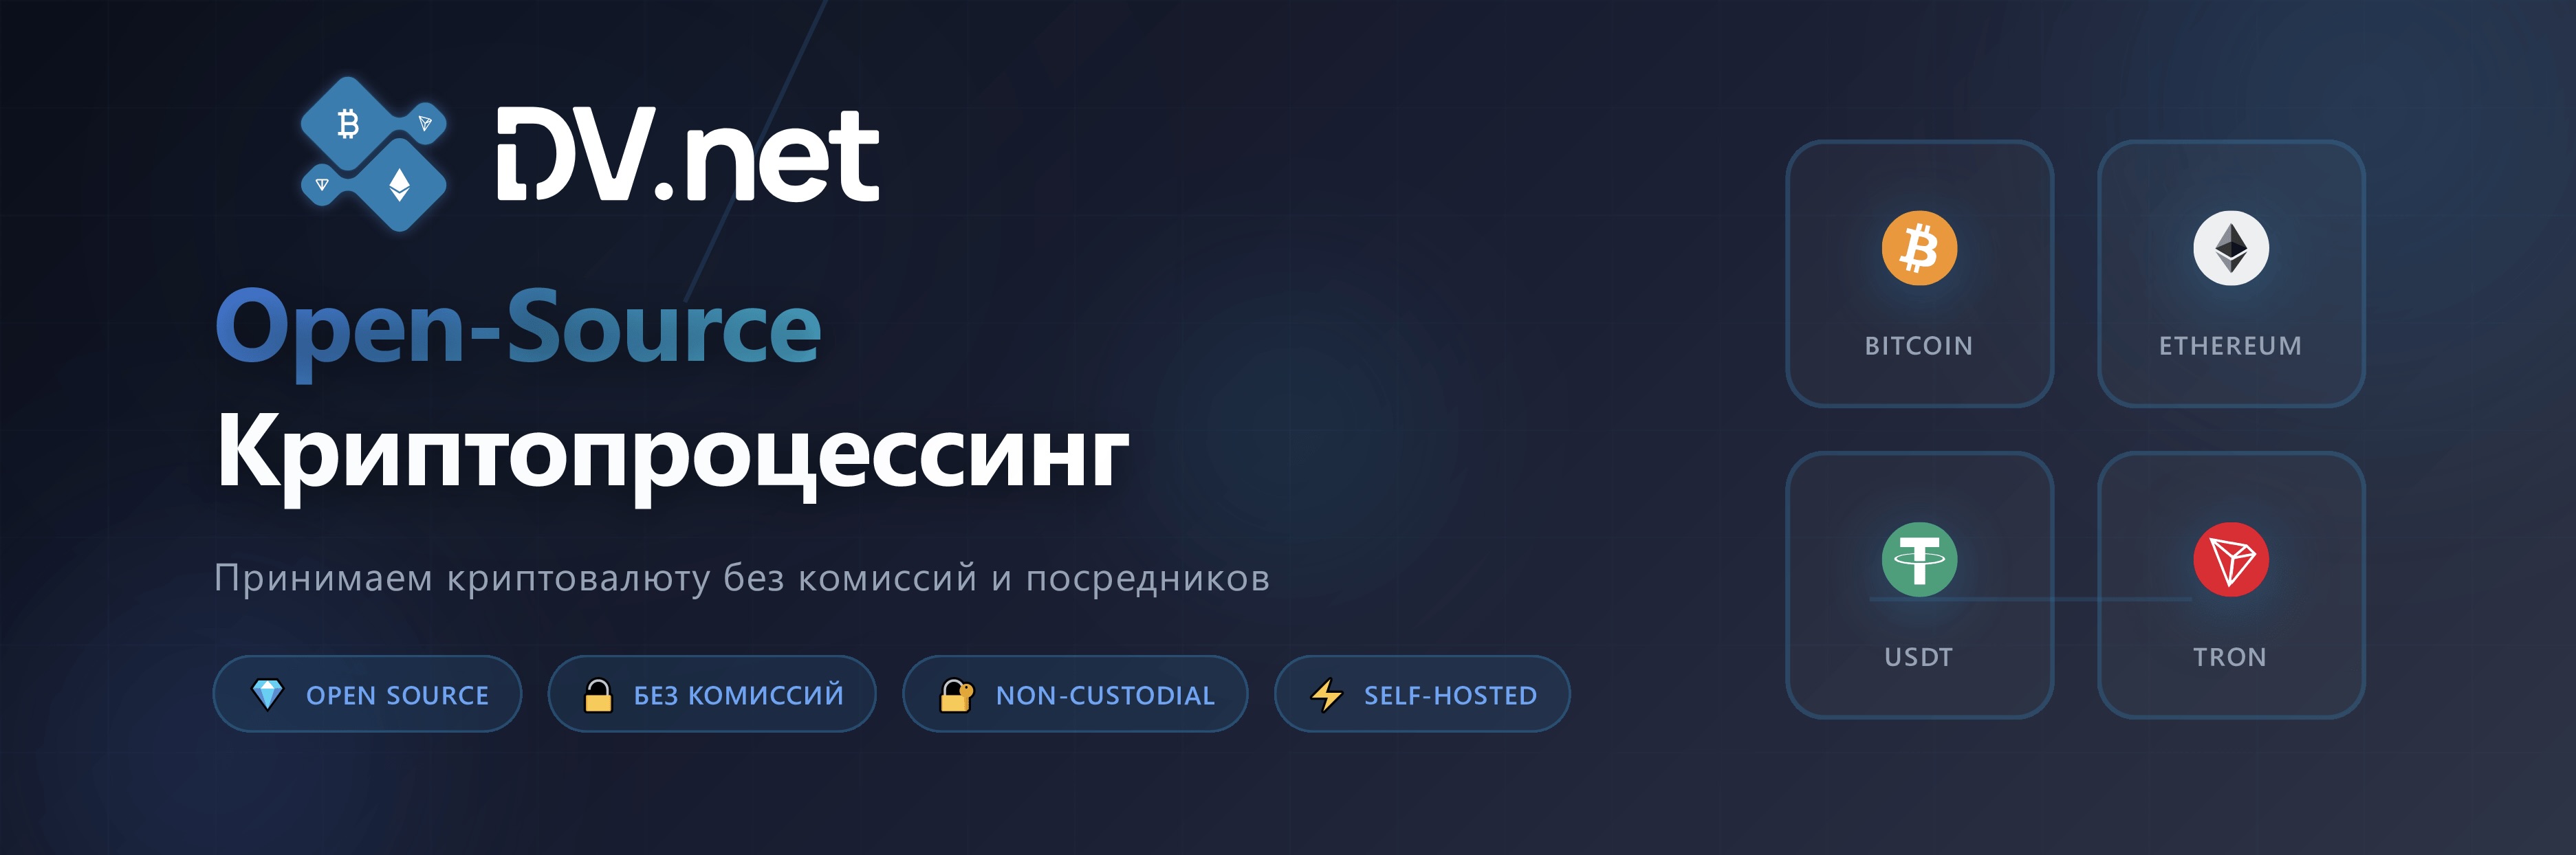 DV.net
Open-Source
Криптопроцессинг
Принимаем криптовалюту без комиссий и посредников
OPEN SOURCE
БЕЗ КОМИССИЙ
NON-CUSTODIAL
SELF-HOSTED
BITCOIN
ETHEREUM
USDT
TRON